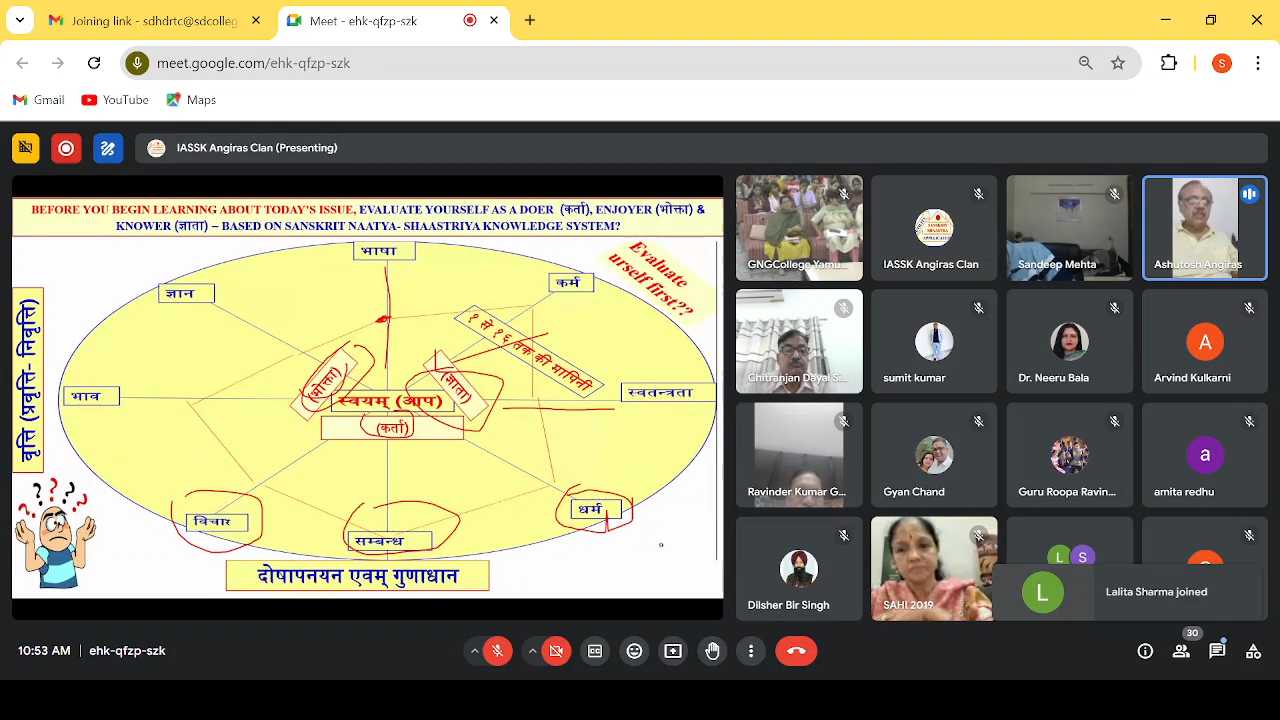 Joining link - sdhdrtc@sdcolleg
Meet - ehk-qfzp-szk
meet.google.com/ehk-qfzp-szk
S
Gmail
YouTube
Maps
IASSK Angiras Clan (Presenting)
BEFORE YOU BEGIN LEARNING ABOUT TODAY'S ISSUE, EVALUATE YOURSELF AS A DOER (कर्ता), ENJOYER (भोक्ता) &
KNOWER (ज्ञाता) – BASED ON SANSKRIT NAATYA- SHAASTRIYA KNOWLEDGE SYSTEM?
Evaluate
urself first??
भाषा
कर्म
ज्ञान
१ से १६ तक की मापिनी
(भोक्ता)
(ज्ञाता)
स्वतन्त्रता
भाव
स्वयम् (आप)
(कर्ता)
वृत्ति (प्रवृत्ति- निवृत्ति)
विचार
सम्बन्ध
धर्म
9
दोषापनयन एवम् गुणाधान
GNGCollege Yamu...
IASSK Angiras Clan
Sandeep Mehta
Ashutosh Angiras
Chitranjan Dayal Si...
sumit kumar
Dr. Neeru Bala
A
Arvind Kulkarni
Ravinder Kumar G...
Gyan Chand
Guru Roopa Ravin...
a
amita redhu
Dilsher Bir Singh
SAHI 2019
L
S
L
Lalita Sharma joined
10:53 AM
ehk-qfzp-szk
30